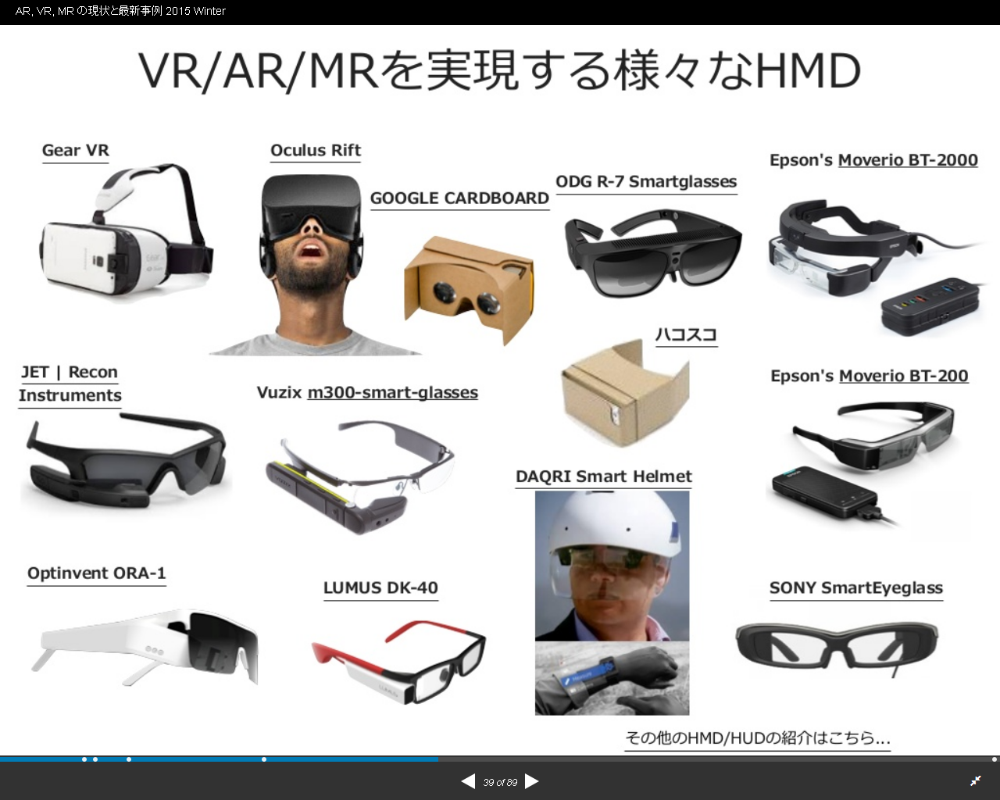 AR, VR, MR の現状と最新事例 2015 Winter
VR/AR/MRを実現する様々なHMD
Gear VR
Oculus Rift
GOOGLE CARDBOARD
ODG R-7 Smartglasses
Epson's Moverio BT-2000
JET | Recon
Instruments
Vuzix m300-smart-glasses
ハコスコ
Epson's Moverio BT-200
DAQRI Smart Helmet
Optinvent ORA-1
LUMUS DK-40
LUMUS
SONY SmartEyeglass
その他のHMD/HUDの紹介はこちら...
39 of 89